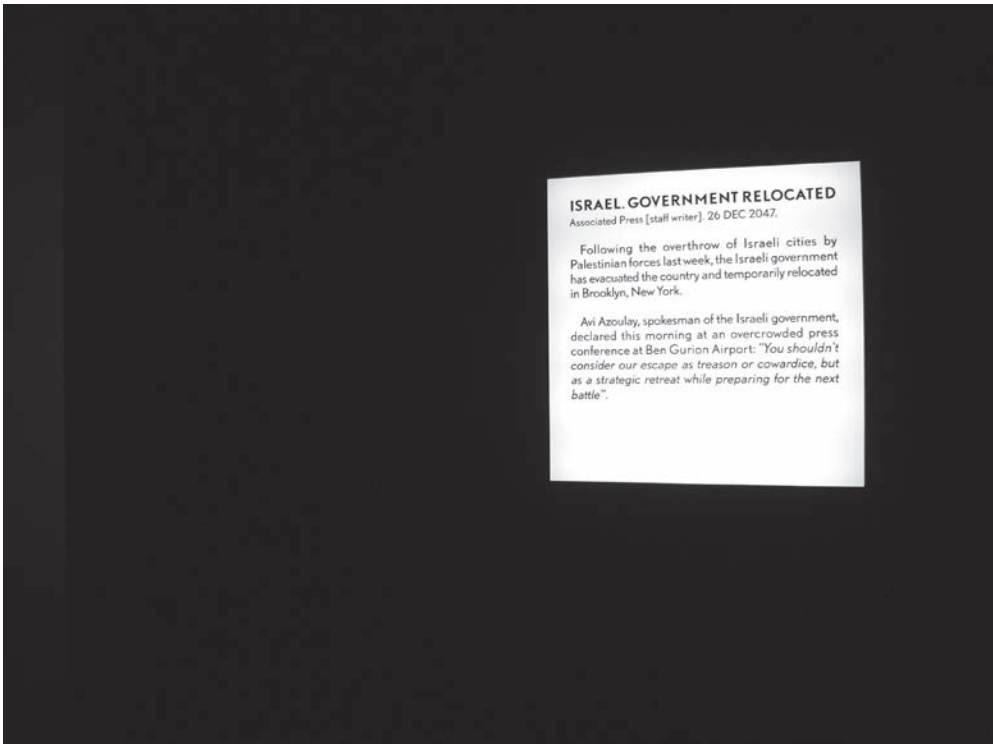 ISRAEL. GOVERNMENT RELOCATED
Associated Press [staff writer]. 26 DEC 2047.
Following the overthrow of Israeli cities by
Palestinian forces last week, the Israeli government
has evacuated the country and temporarily relocated
in Brooklyn, New York.
Avi Azoulay, spokesman of the Israeli government,
declared this morning at an overcrowded press
conference at Ben Gurion Airport: "You shouldn't
consider our escape as treason or cowardice, but
as a strategic retreat while preparing for the next
battle".